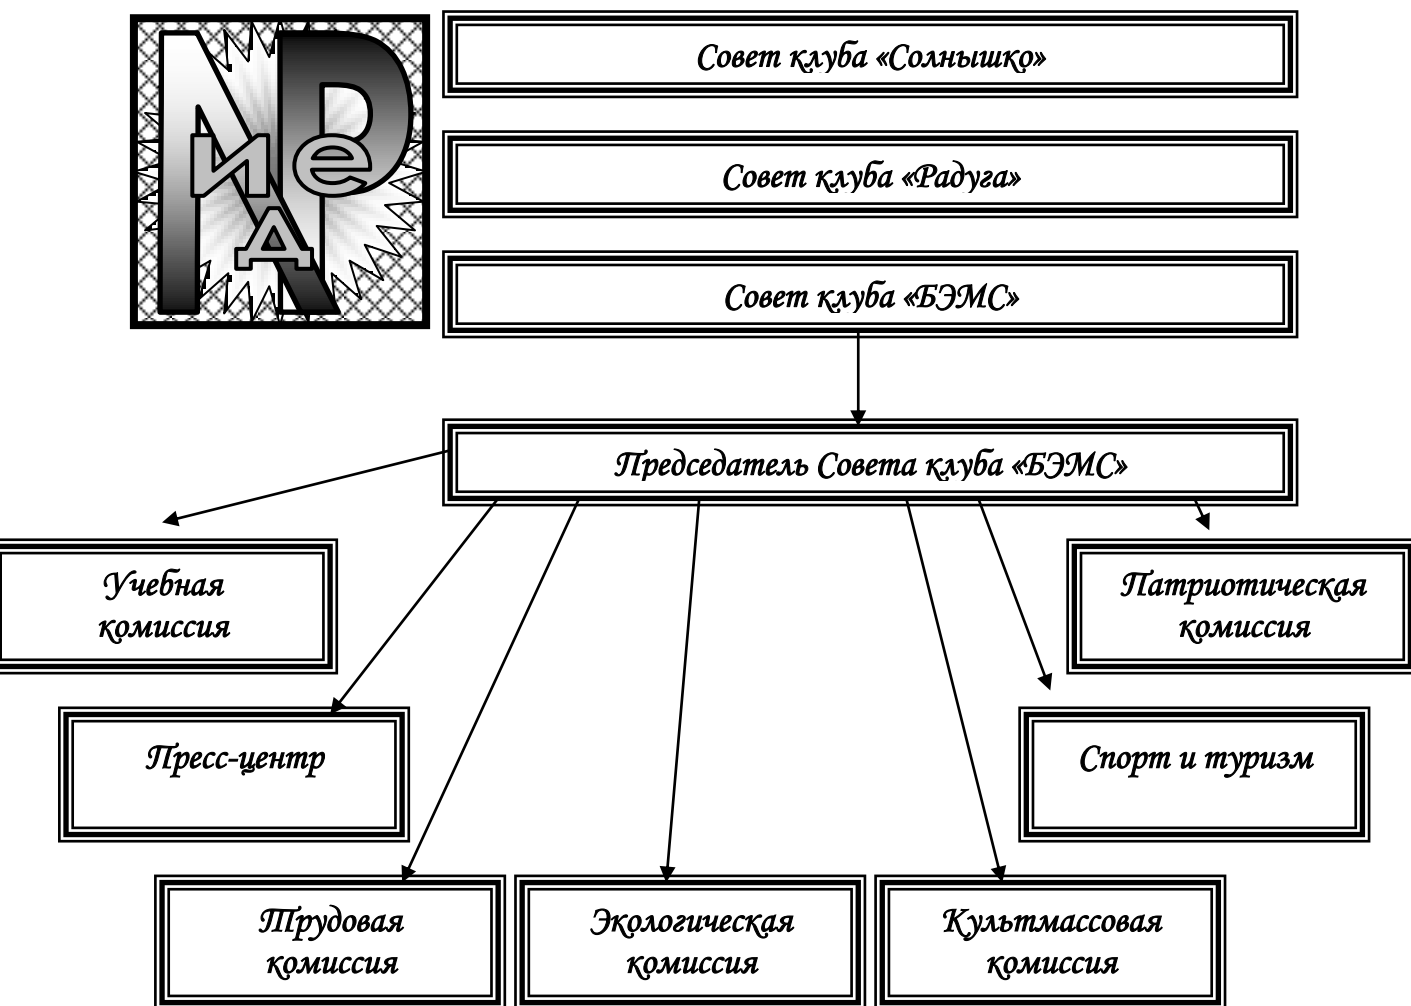 Совет клуба «Солнышко»
Совет клуба «Радуга»
Совет клуба «БЭМС»
Председатель Совета клуба «БЭМС»
Учебная
комиссия
Патриотическая
комиссия
Пресс-центр
Спорт и туризм
Трудовая
комиссия
Экологическая
комиссия
Культмассовая
комиссия